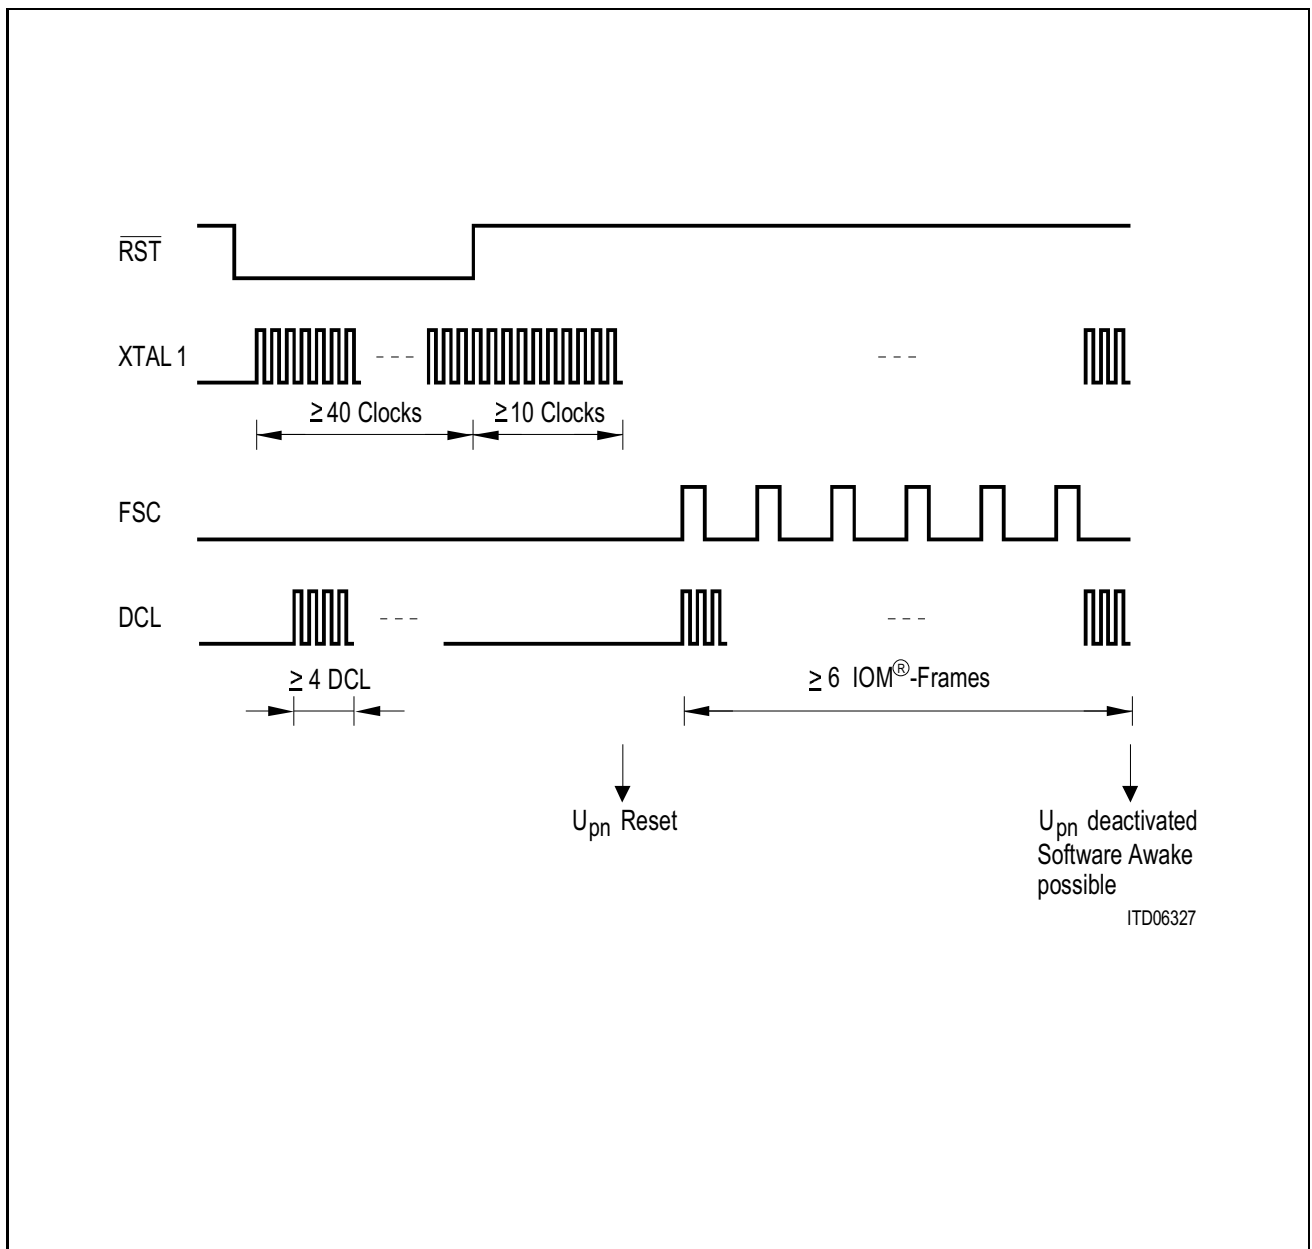 RST
XTAL 1
≥ 40 Clocks
≥ 10 Clocks
FSC
DCL
≥ 4 DCL
≥ 6 IOM®-Frames
Upn Reset
Upn deactivated
Software Awake
possible
ITD06327